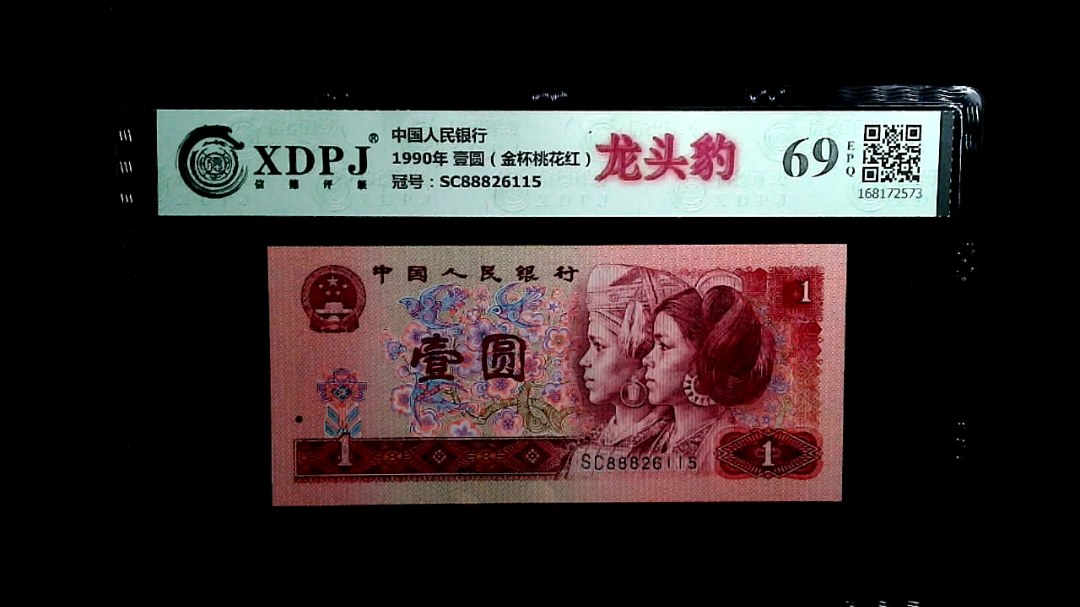 XDPJ®
信德评级
中国人民银行
1990年 壹圆（金杯桃花红）
冠号：SC88826115
龙头豹
69
EPQ
168172573
中国人民银行
1
壹圆
1
SC88826115
1